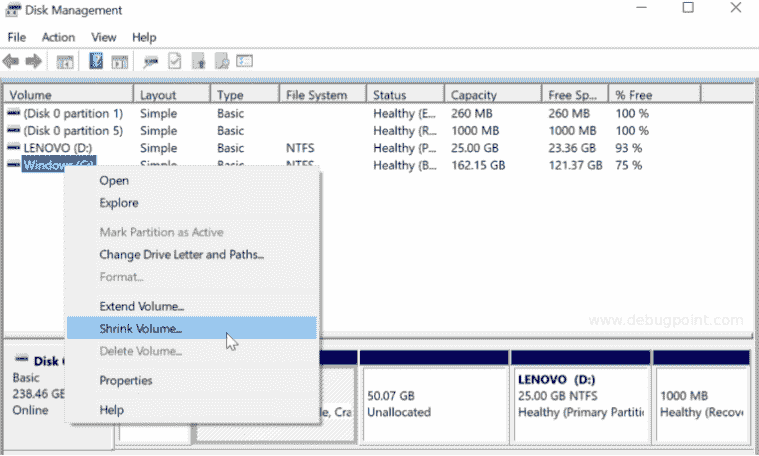 Disk Management
File Action View Help
Volume Layout Type File System Status Capacity Free Sp... % Free
(Disk 0 partition 1) Simple Basic Healthy (E... 260 MB 260 MB 100 %
(Disk 0 partition 5) Simple Basic Healthy (R... 1000 MB 1000 MB 100 %
LENOVO (D:) Simple Basic NTFS Healthy (P... 25.00 GB 23.36 GB 93 %
Windows (C:) Simple Basic NTFS Healthy (B... 162.15 GB 121.37 GB 75 %
Open
Explore
Mark Partition as Active
Change Drive Letter and Paths...
Format...
Extend Volume...
Shrink Volume...
Delete Volume...
Properties
Help
www.debugpoint.com
Disk
Basic
238.46 GB
Online
50.07 GB
Unallocated
LENOVO (D:)
25.00 GB NTFS
Healthy (Primary Partiti
1000 MB
Healthy (Recov